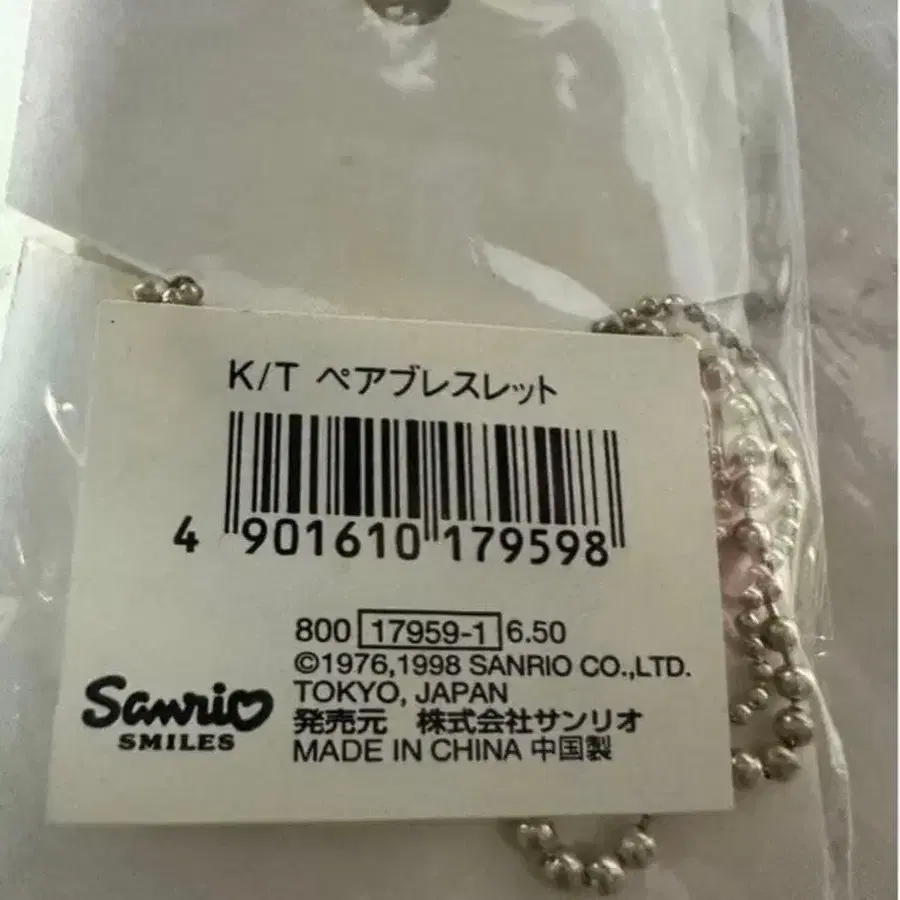 K/T ペアブレスレット
4 901610 179598
800 17959-1 6.50
©1976,1998 SANRIO CO.,LTD.
TOKYO, JAPAN
発売元 株式会社サンリオ
MADE IN CHINA 中国製
Sanrio
SMILES